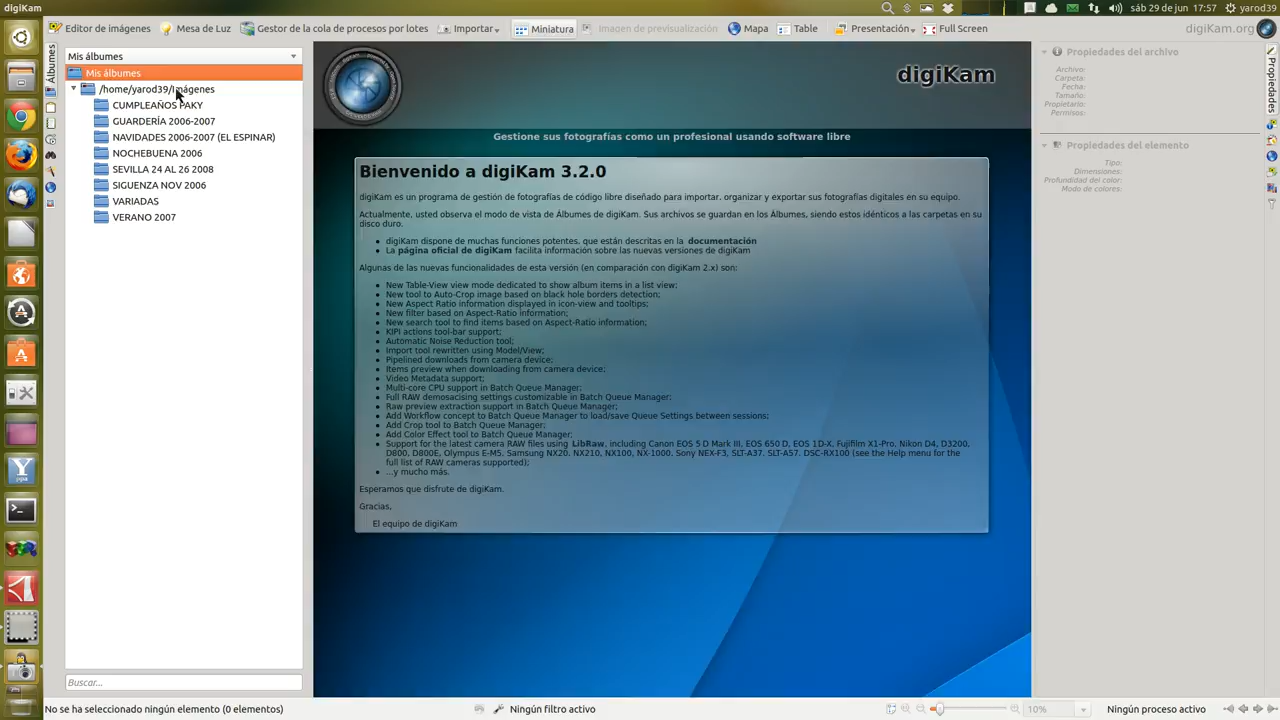 digiKam
sáb 29 de jun 17:57
yarod39
Editor de imágenes
Mesa de Luz
Gestor de la cola de procesos por lotes
Importar
Miniatura
Imagen de previsualización
Mapa
Table
Presentación
Full Screen
digiKam.org
Álbumes
Mis álbumes
Mis álbumes
/home/yarod39/Imágenes
CUMPLEAÑOS PAKY
GUARDERÍA 2006-2007
NAVIDADES 2006-2007 (EL ESPINAR)
NOCHEBUENA 2006
SEVILLA 24 AL 26 2008
SIGUENZA NOV 2006
VARIADAS
VERANO 2007
Buscar...
digiKam
Gestione sus fotografías como un profesional usando software libre
Bienvenido a digiKam 3.2.0
digiKam es un programa de gestión de fotografías de código libre diseñado para importar, organizar y exportar sus fotografías digitales en su equipo.
Actualmente, usted observa el modo de vista de Álbumes de digiKam. Sus archivos se guardan en los Álbumes, siendo estos idénticos a las carpetas en su
disco duro.
digiKam dispone de muchas funciones potentes, que están descritas en la documentación
La página oficial de digiKam facilita información sobre las nuevas versiones de digiKam
Algunas de las nuevas funcionalidades de esta versión (en comparación con digiKam 2.x) son:
New Table-View view mode dedicated to show album items in a list view;
New tool to Auto-Crop image based on black hole borders detection;
New Aspect Ratio information displayed in icon-view and tooltips;
New filter based on Aspect-Ratio information;
New search tool to find items based on Aspect-Ratio information;
KIPI actions tool-bar support;
Automatic Noise Reduction tool;
Import tool rewritten using Model/View;
Pipelined downloads from camera device;
Items preview when downloading from camera device;
Video Metadata support;
Multi-core CPU support in Batch Queue Manager;
Full RAW demosaicing settings customizable in Batch Queue Manager;
Raw preview extraction support in Batch Queue Manager;
Add Workflow concept to Batch Queue Manager to load/save Queue Settings between sessions;
Add Crop tool to Batch Queue Manager;
Add Color Effect tool to Batch Queue Manager;
Support for the latest camera RAW files using LibRaw, including Canon EOS 5 D Mark III, EOS 650 D, EOS 1D-X, Fujifilm X1-Pro, Nikon D4, D3200,
D800, D800E, Olympus E-M5, Samsung NX20, NX210, NX100, NX-1000, Sony NEX-F3, SLT-A37, SLT-A57, DSC-RX100 (see the Help menu for the
full list of RAW cameras supported);
...y mucho más.
Esperamos que disfrute de digiKam.
Gracias,
El equipo de digiKam
Propiedades del archivo
Archivo:
Carpeta:
Fecha:
Tamaño:
Propietario:
Permisos:
Propiedades del elemento
Tipo:
Dimensiones:
Profundidad del color:
Modo de colores:
Propiedades
No se ha seleccionado ningún elemento (0 elementos)
Ningún filtro activo
10%
Ningún proceso activo